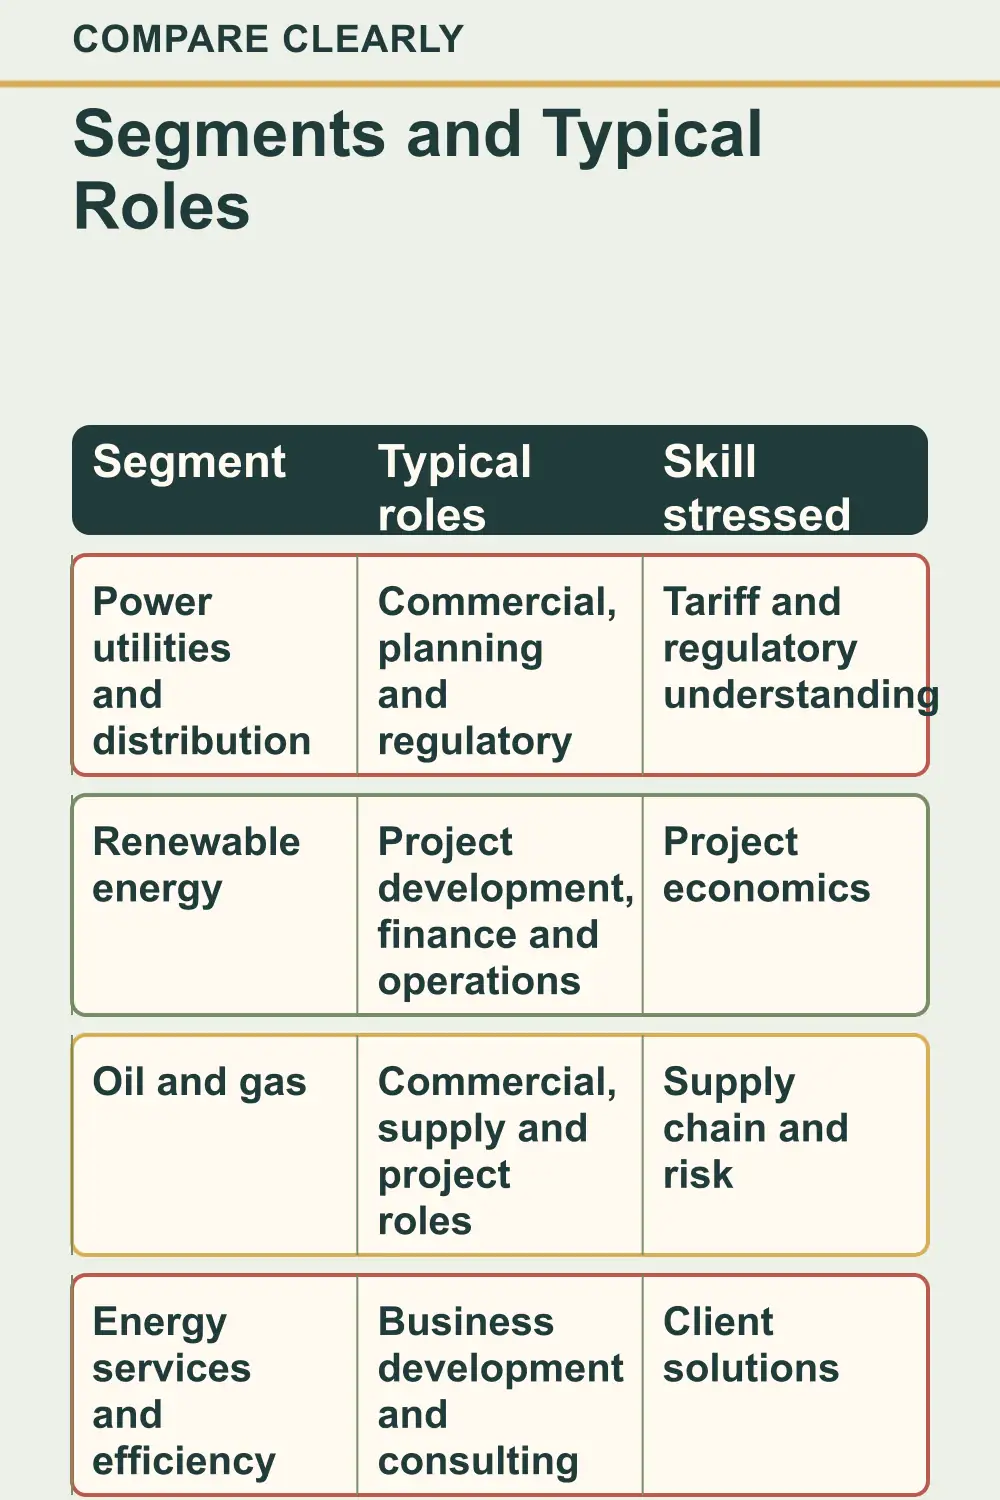 COMPARE CLEARLY
Segments and Typical
Roles
Segment
Typical
roles
Skill
stressed
Power
utilities
and
distribution
Commercial,
planning
and
regulatory
Tariff and
regulatory
understanding
Renewable
energy
Project
development,
finance and
operations
Project
economics
Oil and gas
Commercial,
supply and
project
roles
Supply
chain and
risk
Energy
services
and
efficiency
Business
development
and
consulting
Client
solutions